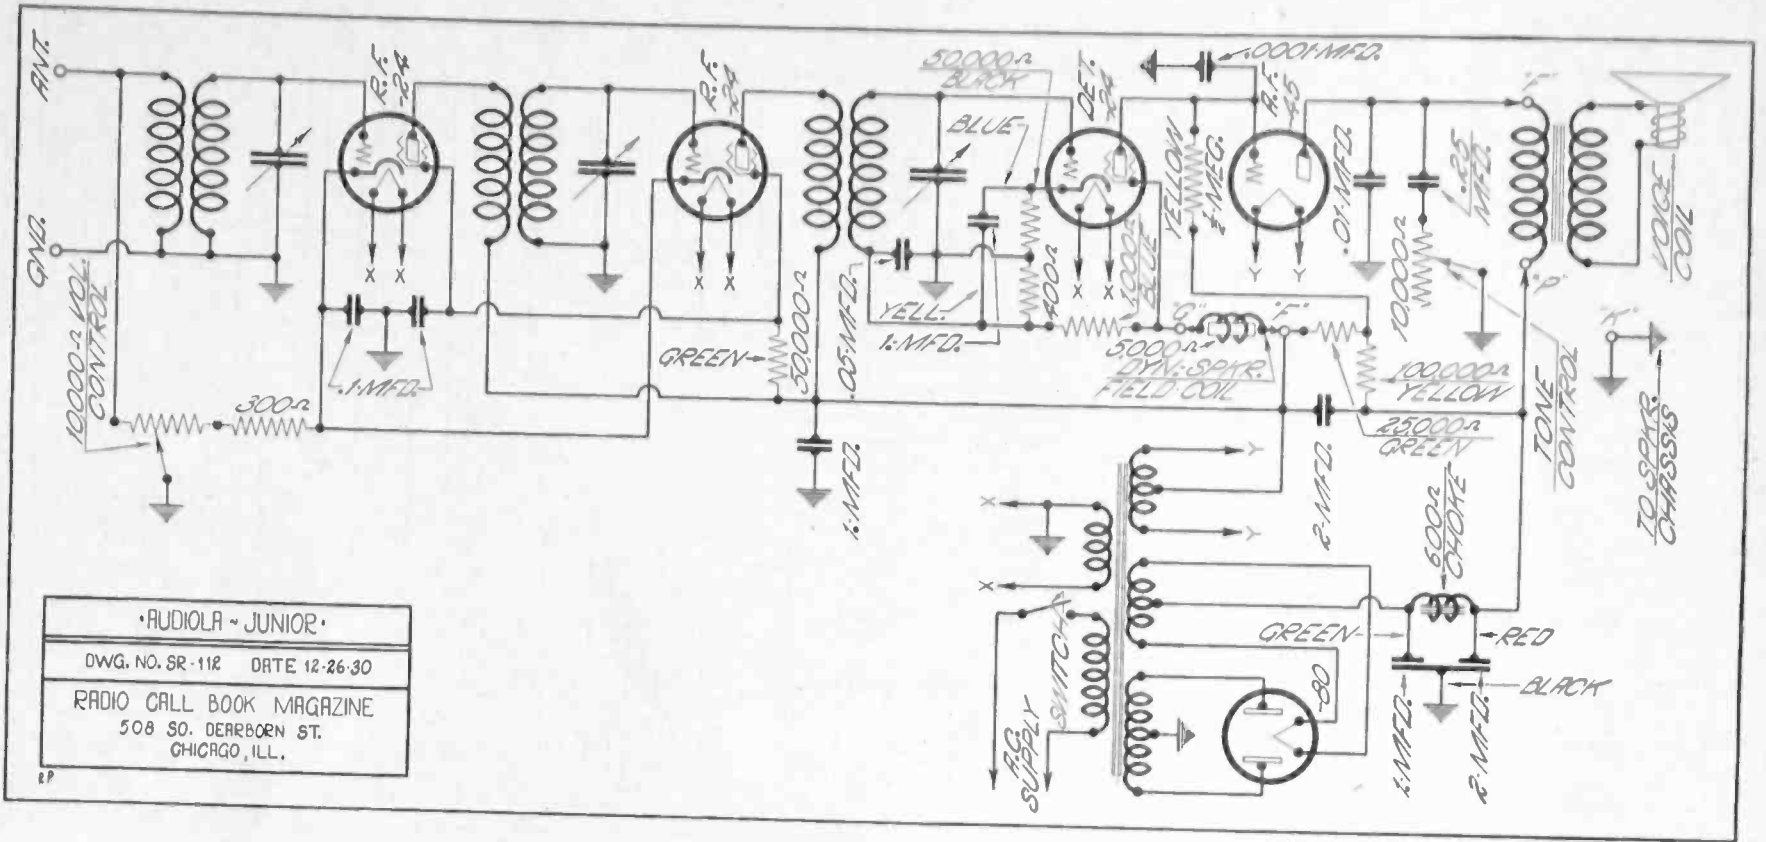 ANT.
GND.
10000Ω VOL.
CONTROL
300Ω
R.F.
-24
X
X
.1-MFD.
R.F.
-24
X
X
GREEN
50,000Ω
1.-MFD.
.05-MFD.
50,000Ω
BLACK
BLUE
YELL.
1.-MFD.
400Ω
DET.
-24
X
X
1,000Ω
BLUE
YELLOW
½-MEG.
.0001-MFD.
A.F.
-45
Y
Y
"G"
"F"
5,000Ω
DYN. SPKR.
FIELD COIL
.01-MFD.
.25
MFD.
10,000Ω
100,000Ω
YELLOW
25,000Ω
GREEN
TONE
CONTROL
"F"
"P"
VOICE
COIL
"K"
TO SPKR.
CHASSIS
2-MFD.
X
X
Y
Y
SWITCH
A.C.
SUPPLY
-80
600Ω
CHOKE
GREEN
RED
BLACK
1.-MFD.
2-MFD.
·AUDIOLA ~ JUNIOR·
DWG. NO. SR-112 DATE 12-26-30
RADIO CALL BOOK MAGAZINE
508 SO. DEARBORN ST.
CHICAGO, ILL.
R.P.